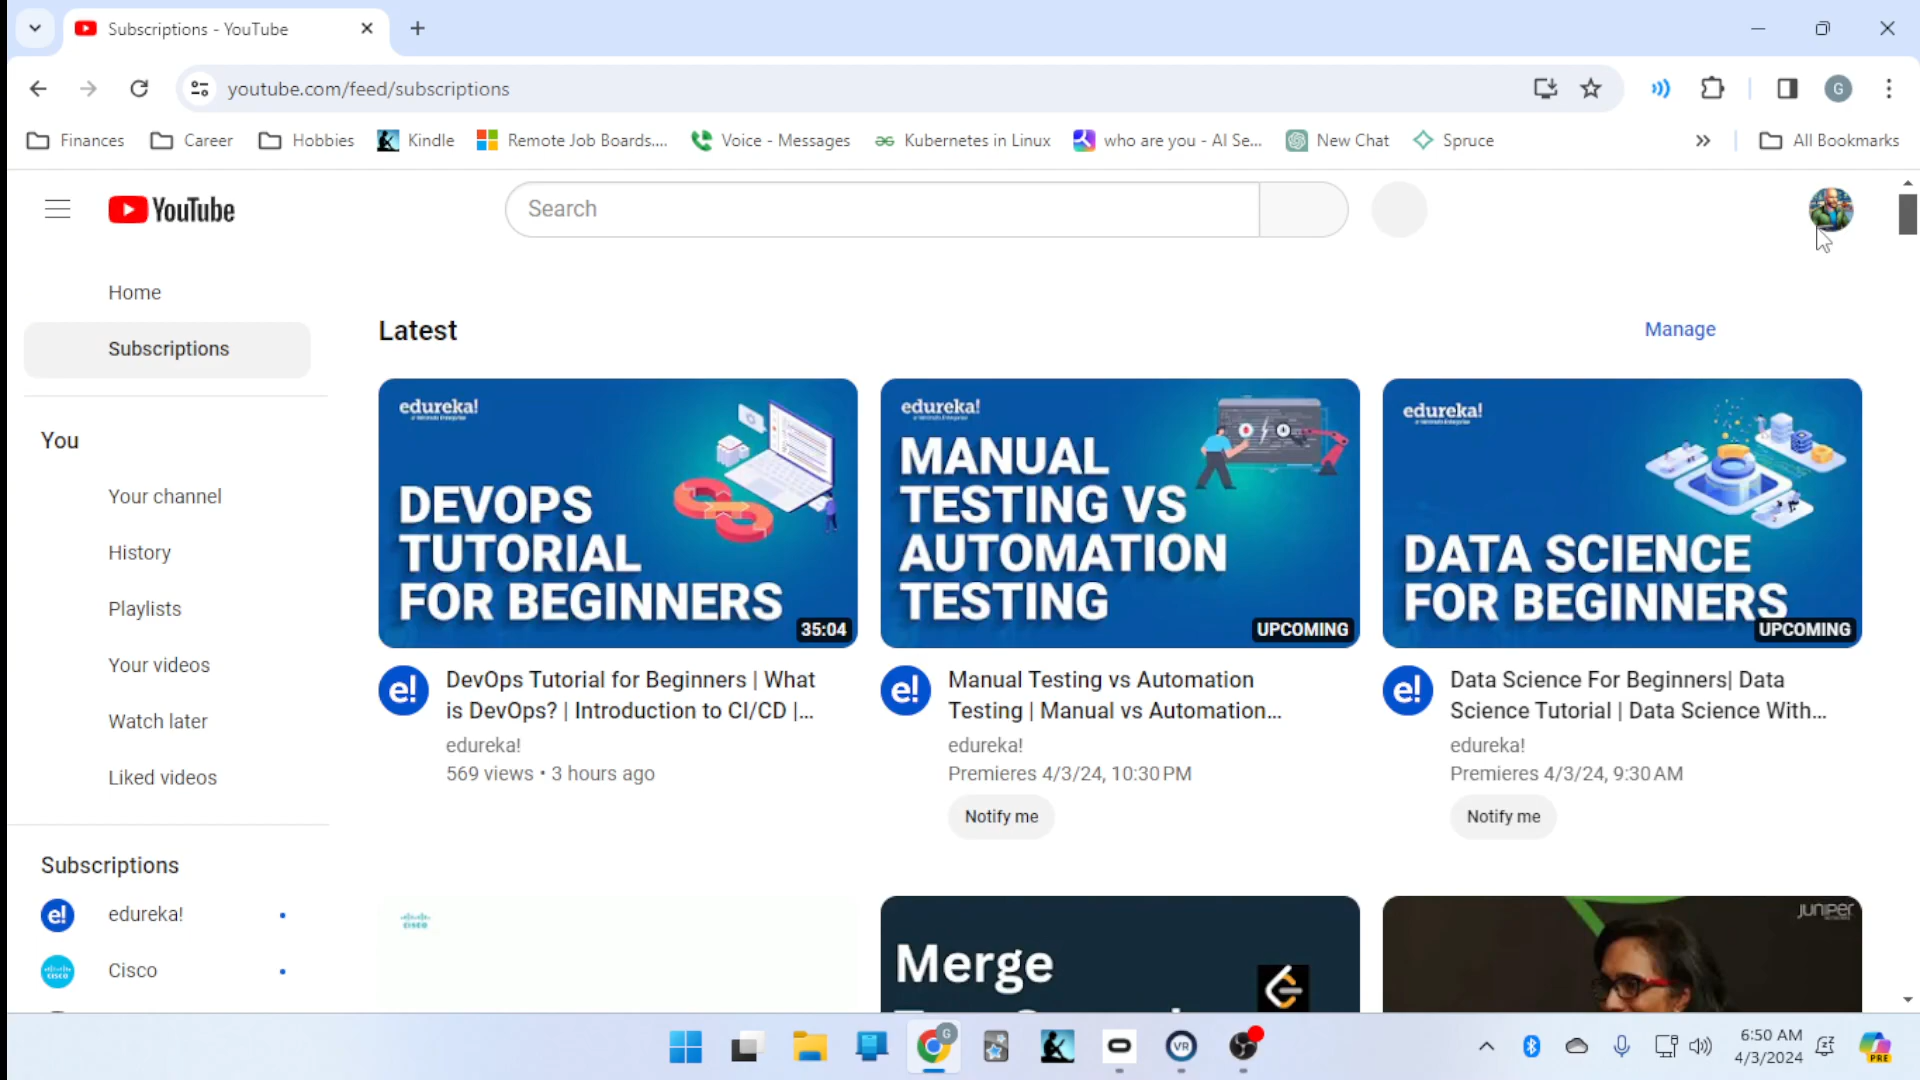 Subscriptions - YouTube
youtube.com/feed/subscriptions
G
Finances
Career
Hobbies
Kindle
Remote Job Boards....
Voice - Messages
Kubernetes in Linux
who are you - AI Se...
New Chat
Spruce
All Bookmarks
YouTube
Search
Home
Subscriptions
You
Your channel
History
Playlists
Your videos
Watch later
Liked videos
Subscriptions
e! edureka!
CISCO Cisco
Latest
Manage
edureka!
DEVOPS
TUTORIAL
FOR BEGINNERS
35:04
e!
DevOps Tutorial for Beginners | What
is DevOps? | Introduction to CI/CD |...
edureka!
569 views • 3 hours ago
edureka!
MANUAL
TESTING VS
AUTOMATION
TESTING
UPCOMING
e!
Manual Testing vs Automation
Testing | Manual vs Automation...
edureka!
Premieres 4/3/24, 10:30 PM
Notify me
edureka!
DATA SCIENCE
FOR BEGINNERS
UPCOMING
e!
Data Science For Beginners| Data
Science Tutorial | Data Science With...
edureka!
Premieres 4/3/24, 9:30 AM
Notify me
CISCO
Merge
JUNIPER
G
VR
6:50 AM
4/3/2024
PRE